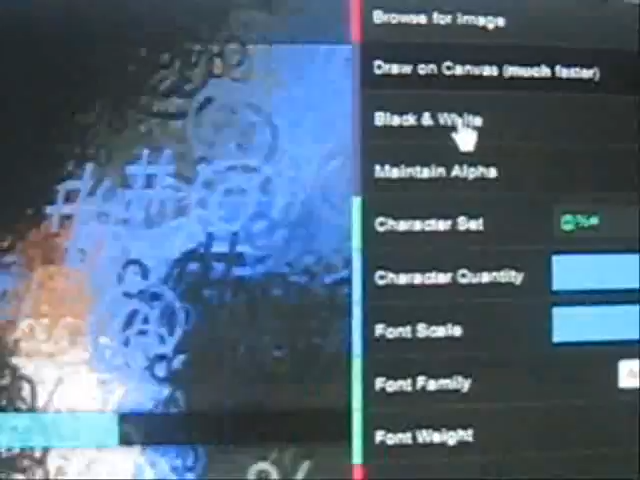 Browse for Image
Draw on Canvas (much faster)
Black & White
Maintain Alpha
Character Set @%#
Character Quantity
Font Scale
Font Family
Font Weight